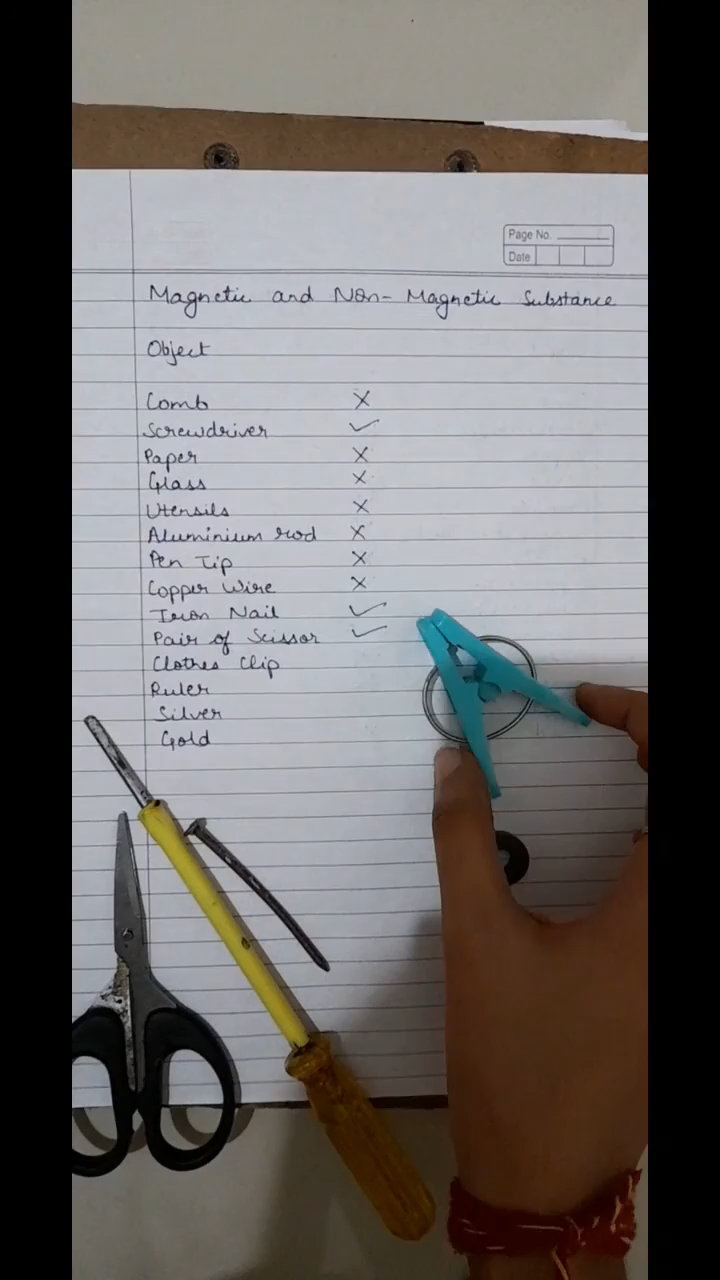 Page No.
Date
Magnetic and Non-Magnetic Substance
Object
Comb X
Screwdriver ✓
Paper X
Glass X
Utensils X
Aluminium rod X
Pen Tip X
Copper Wire X
Iron Nail ✓
Pair of Scissor ✓
Clothes Clip
Ruler
Silver
Gold